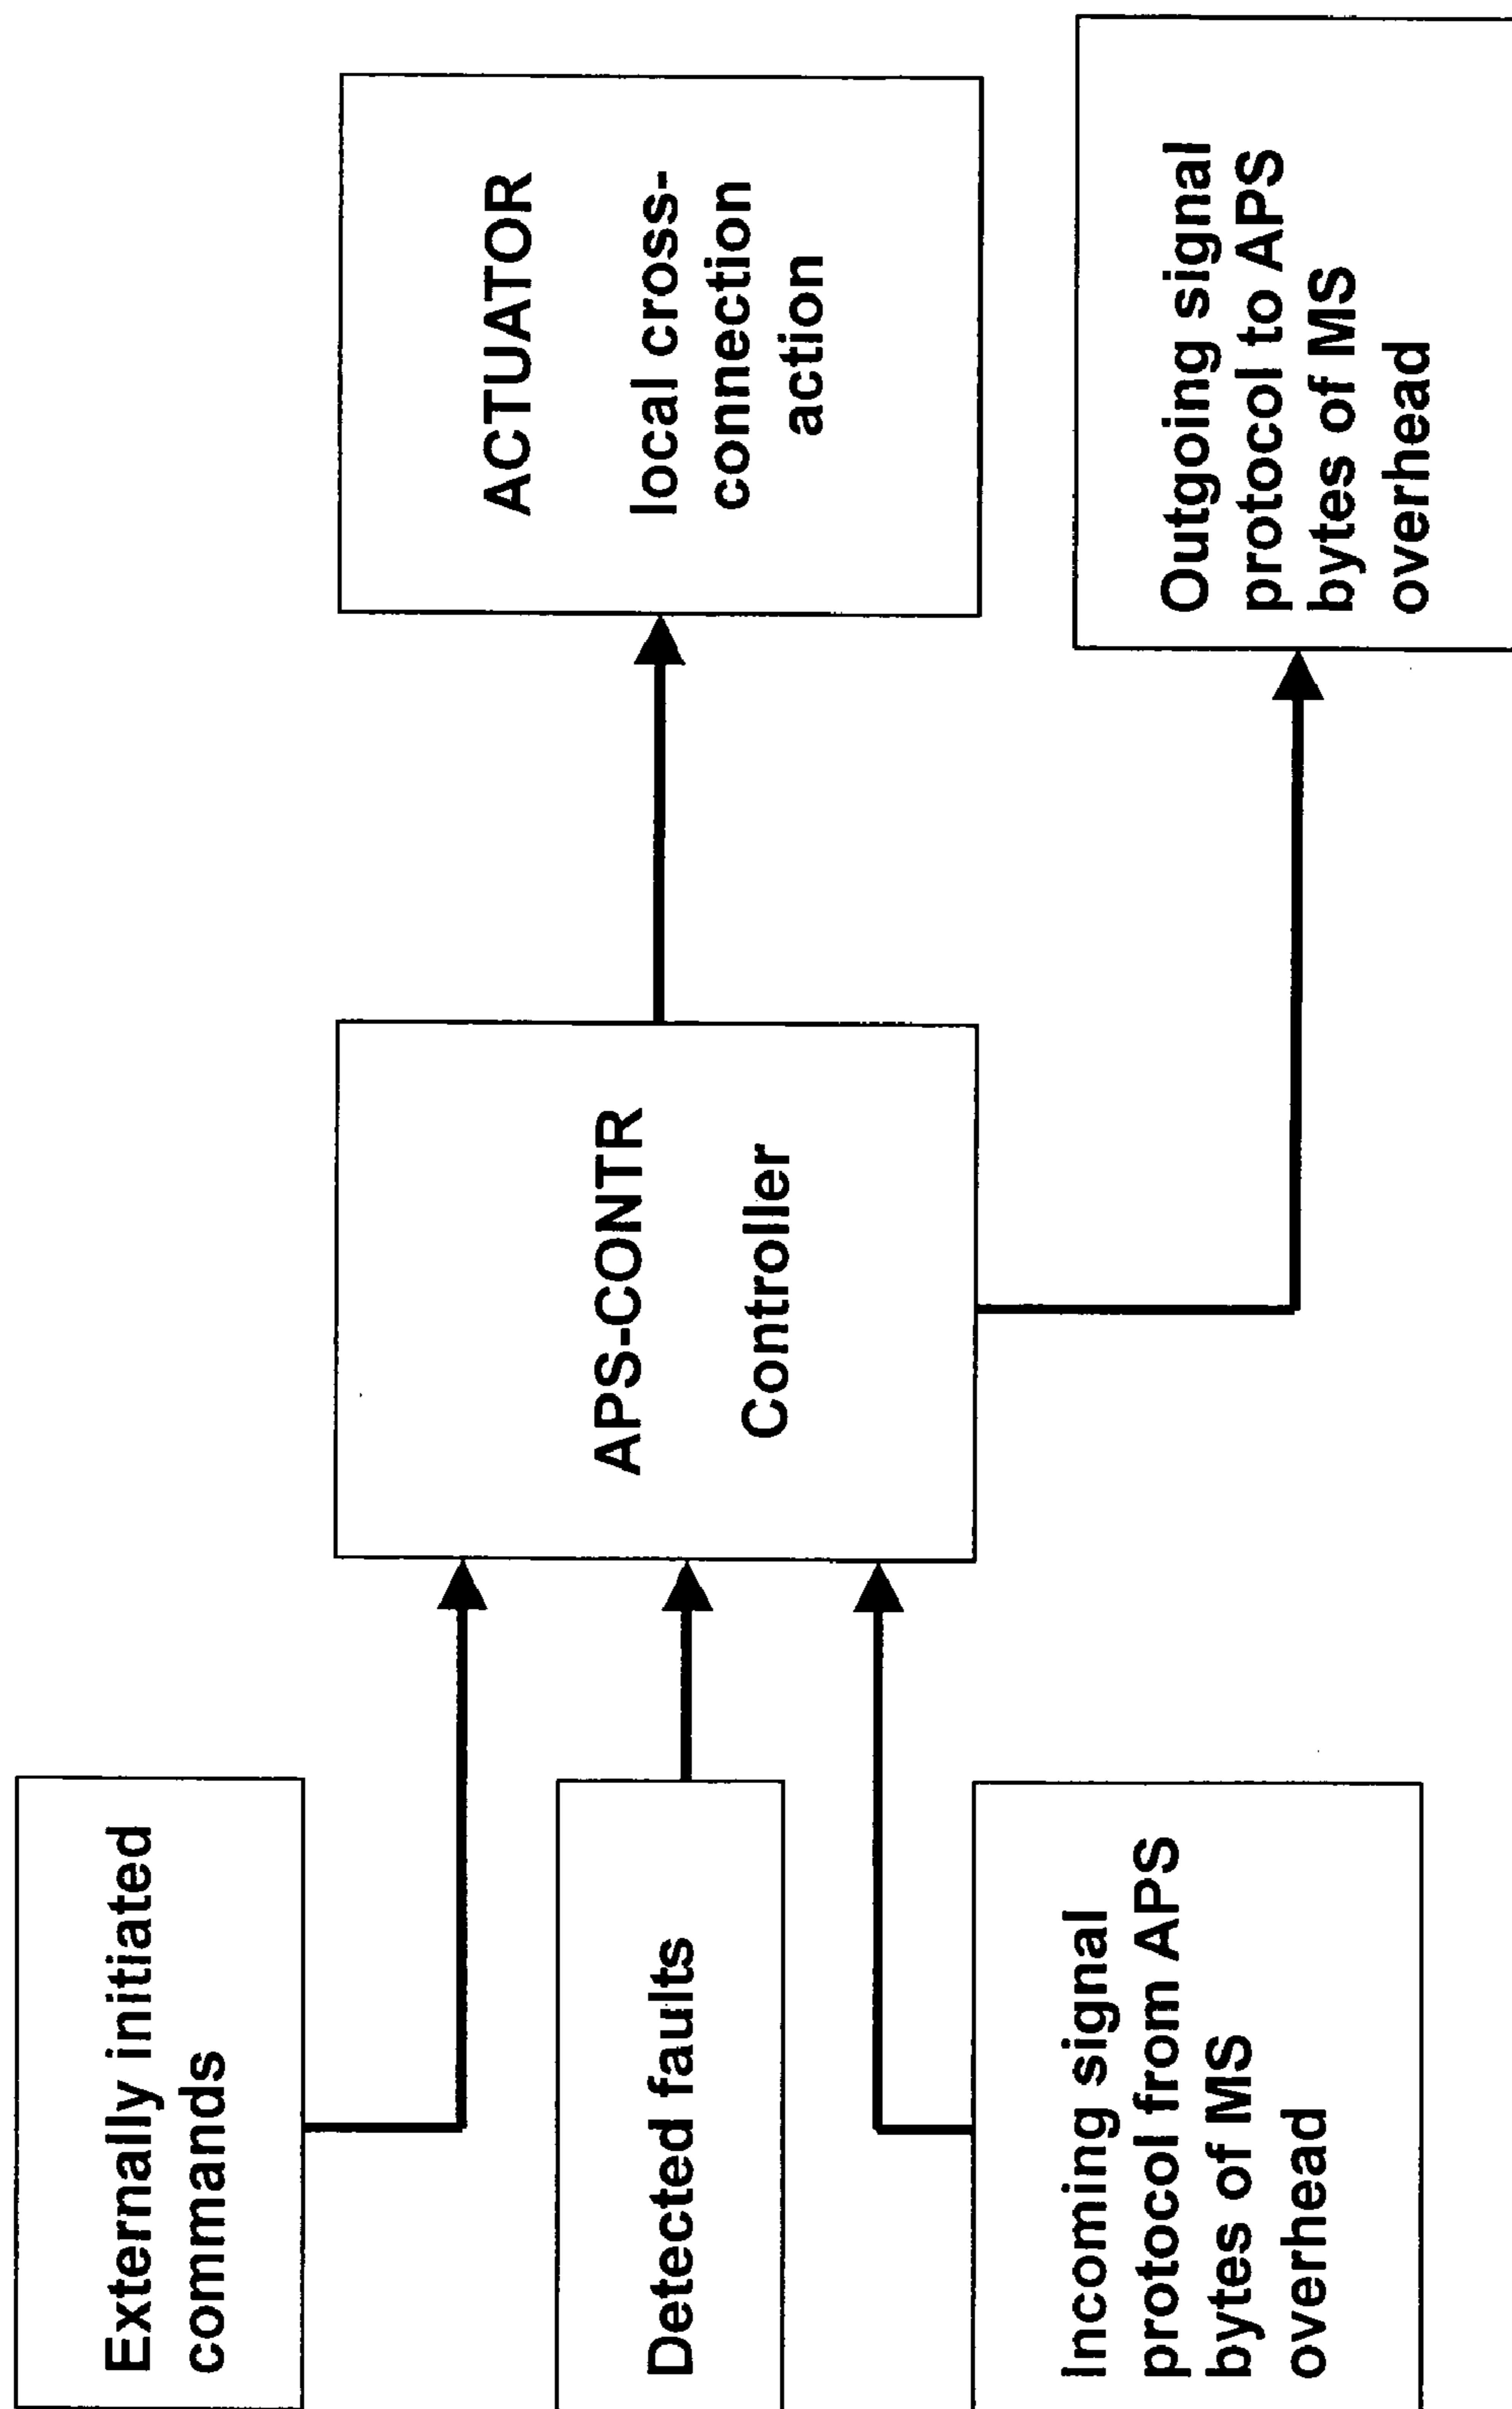 Externally initiated
commands
Detected faults
Incoming signal
protocol from APS
bytes of MS
overhead
APS-CONTR
Controller
ACTUATOR
local cross-
connection
action
Outgoing signal
protocol to APS
bytes of MS
overhead